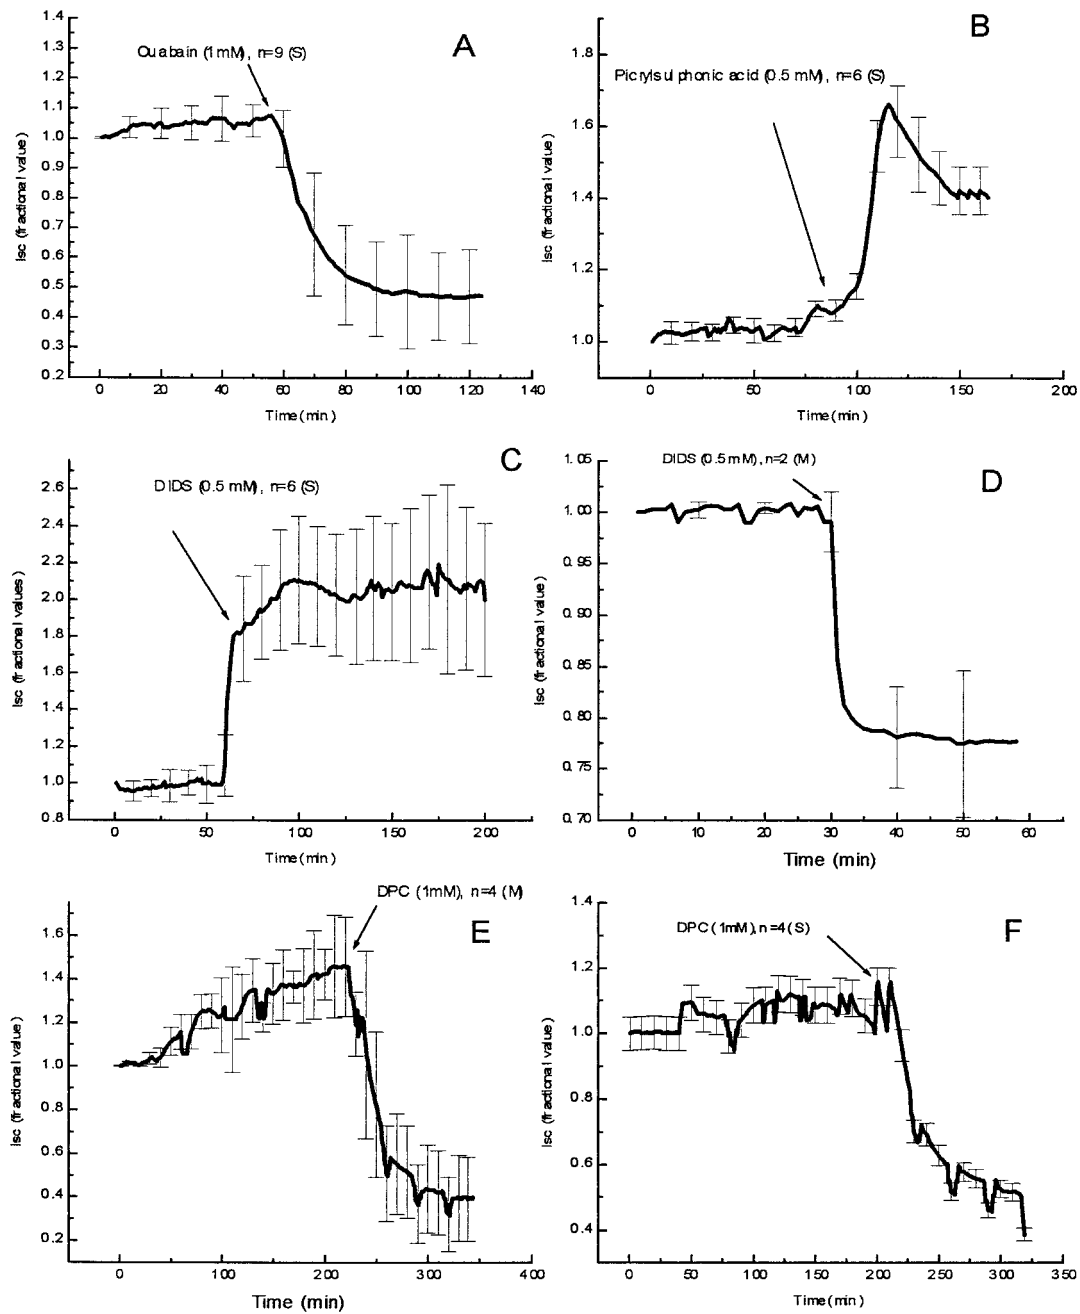 A
Ouabain (1mM), n=9 (S)
Isc (fractional value)
1.4
1.3
1.2
1.1
1.0
0.9
0.8
0.7
0.6
0.5
0.4
0.3
0.2
0 20 40 60 80 100 120 140
Time (min)
B
Picrylsulphonic acid (0.5 mM), n=6 (S)
Isc (fractional value)
1.8
1.6
1.4
1.2
1.0
0 50 100 150 200
Time (min)
C
DIDS (0.5 mM), n=6 (S)
Isc (fractional values)
2.6
2.4
2.2
2.0
1.8
1.6
1.4
1.2
1.0
0.8
0 50 100 150 200
Time (min)
D
DIDS (0.5 mM), n=2 (M)
Isc (fractional value)
1.05
1.00
0.95
0.90
0.85
0.80
0.75
0.70
0 10 20 30 40 50 60
Time (min)
E
DPC (1mM), n=4 (M)
Isc (fractional value)
1.6
1.4
1.2
1.0
0.8
0.6
0.4
0.2
0 100 200 300 400
Time (min)
F
DPC (1mM), n=4 (S)
Isc (fractional value)
1.4
1.2
1.0
0.8
0.6
0.4
0 50 100 150 200 250 300 350
Time (min)